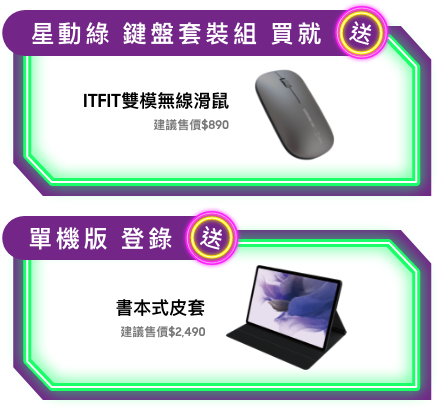 星動綠 鍵盤套裝組 買就 送
ITFIT雙模無線滑鼠
建議售價$890
單機版 登錄 送
書本式皮套
建議售價$2,490